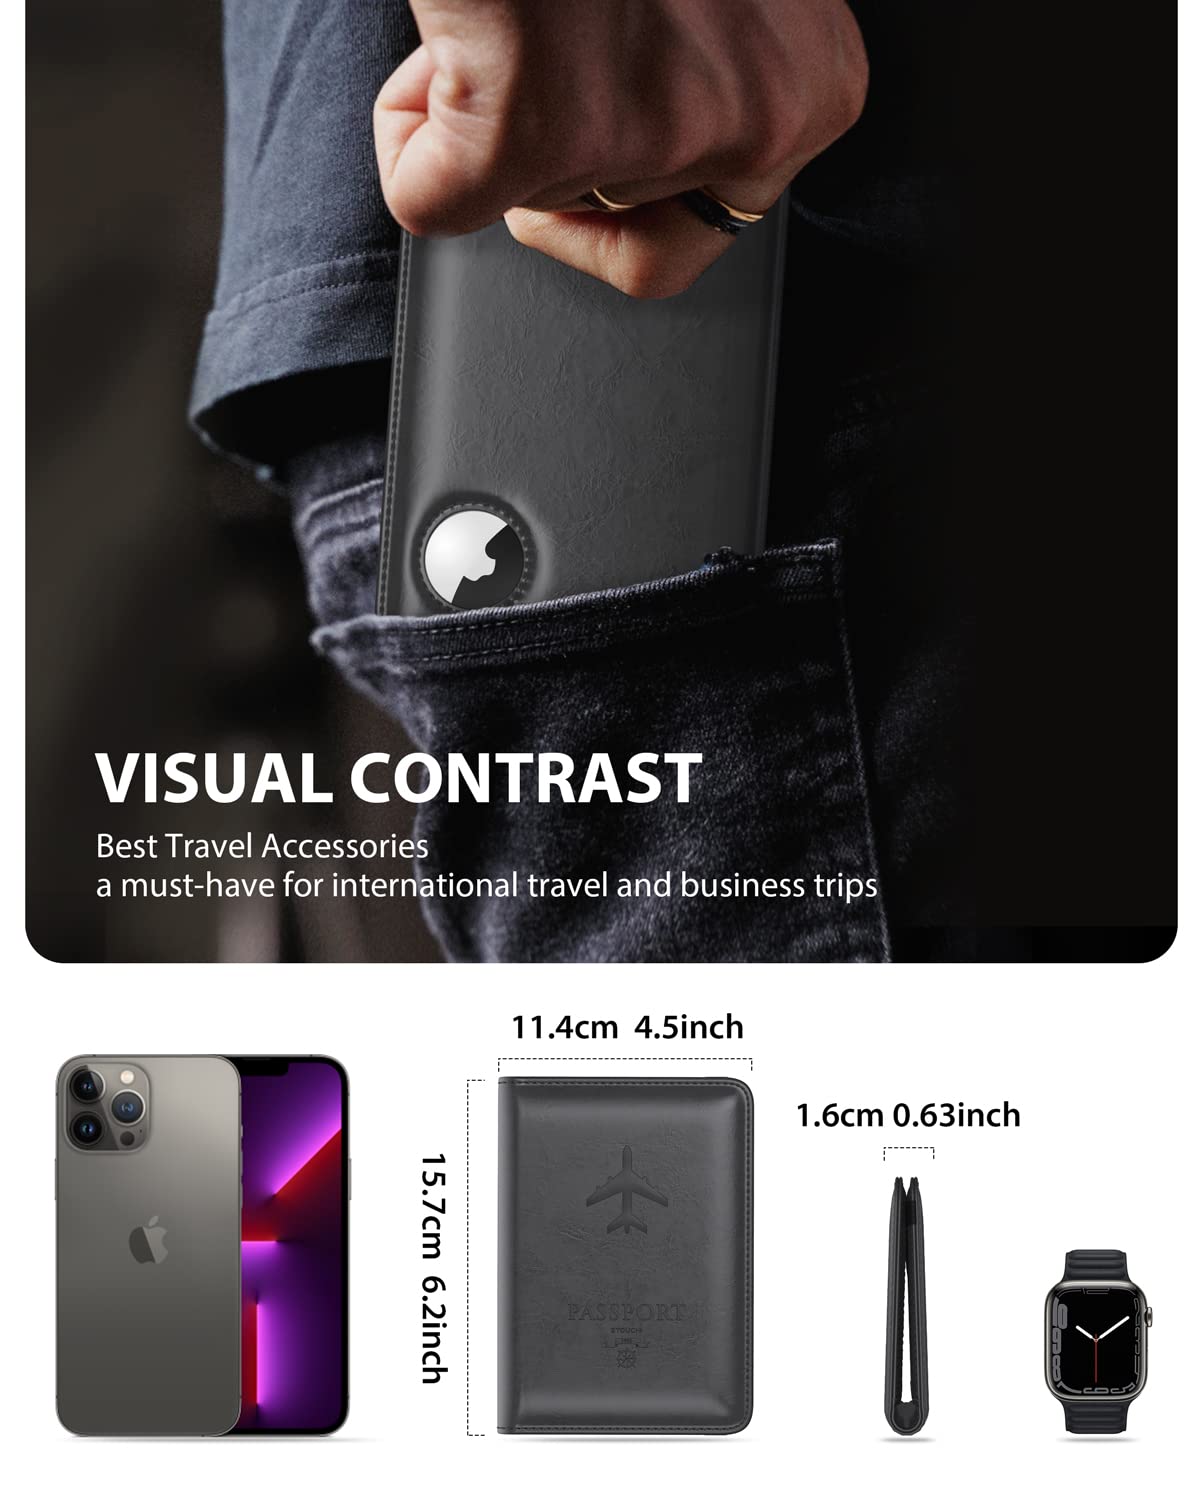 VISUAL CONTRAST
Best Travel Accessories
a must-have for international travel and business trips
11.4cm 4.5inch
15.7cm 6.2inch
1.6cm 0.63inch
PASSPORT